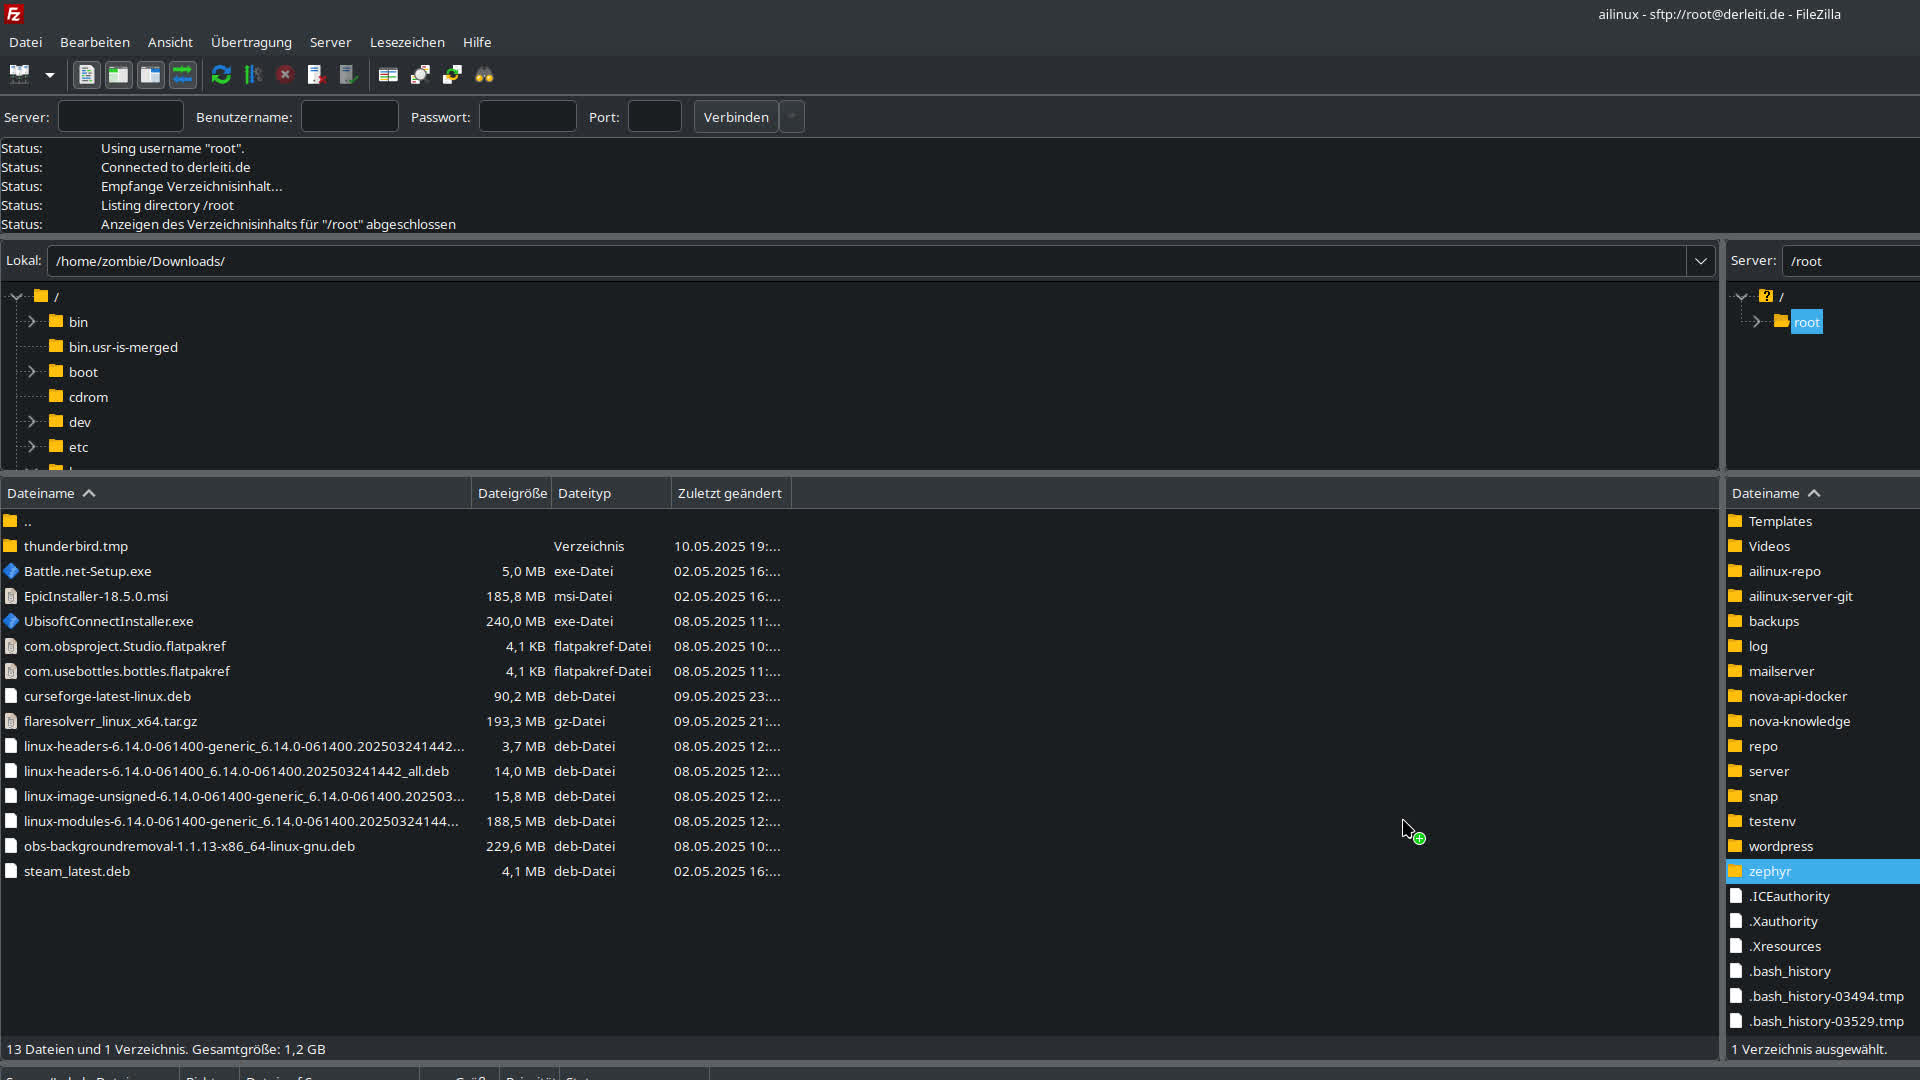 ailinux - sftp://root@derleiti.de - FileZilla
Datei Bearbeiten Ansicht Übertragung Server Lesezeichen Hilfe
Server: Benutzername: Passwort: Port: Verbinden
Status: Using username "root".
Status: Connected to derleiti.de
Status: Empfange Verzeichnisinhalt...
Status: Listing directory /root
Status: Anzeigen des Verzeichnisinhalts für "/root" abgeschlossen
Lokal: /home/zombie/Downloads/
/
bin
bin.usr-is-merged
boot
cdrom
dev
etc
Server: /root
/
root
Dateiname Dateigröße Dateityp Zuletzt geändert
..
thunderbird.tmp Verzeichnis 10.05.2025 19:...
Battle.net-Setup.exe 5,0 MB exe-Datei 02.05.2025 16:...
EpicInstaller-18.5.0.msi 185,8 MB msi-Datei 02.05.2025 16:...
UbisoftConnectInstaller.exe 240,0 MB exe-Datei 08.05.2025 11:...
com.obsproject.Studio.flatpakref 4,1 KB flatpakref-Datei 08.05.2025 10:...
com.usebottles.bottles.flatpakref 4,1 KB flatpakref-Datei 08.05.2025 11:...
curseforge-latest-linux.deb 90,2 MB deb-Datei 09.05.2025 23:...
flaresolverr_linux_x64.tar.gz 193,3 MB gz-Datei 09.05.2025 21:...
linux-headers-6.14.0-061400-generic_6.14.0-061400.202503241442... 3,7 MB deb-Datei 08.05.2025 12:...
linux-headers-6.14.0-061400_6.14.0-061400.202503241442_all.deb 14,0 MB deb-Datei 08.05.2025 12:...
linux-image-unsigned-6.14.0-061400-generic_6.14.0-061400.202503... 15,8 MB deb-Datei 08.05.2025 12:...
linux-modules-6.14.0-061400-generic_6.14.0-061400.20250324144... 188,5 MB deb-Datei 08.05.2025 12:...
obs-backgroundremoval-1.1.13-x86_64-linux-gnu.deb 229,6 MB deb-Datei 08.05.2025 10:...
steam_latest.deb 4,1 MB deb-Datei 02.05.2025 16:...
13 Dateien und 1 Verzeichnis. Gesamtgröße: 1,2 GB
Dateiname
Templates
Videos
ailinux-repo
ailinux-server-git
backups
log
mailserver
nova-api-docker
nova-knowledge
repo
server
snap
testenv
wordpress
zephyr
.ICEauthority
.Xauthority
.Xresources
.bash_history
.bash_history-03494.tmp
.bash_history-03529.tmp
1 Verzeichnis ausgewählt.